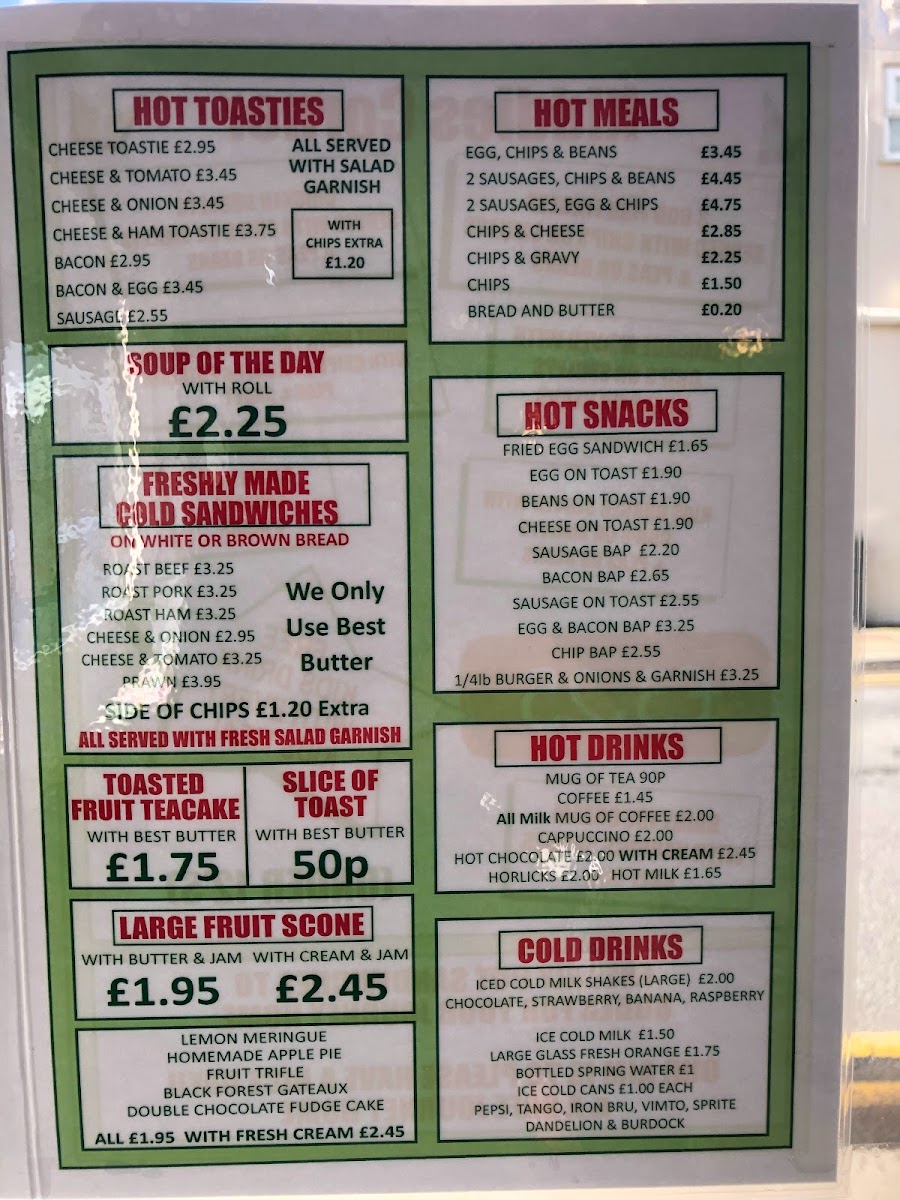 HOT TOASTIES
CHEESE TOASTIE £2.95
CHEESE & TOMATO £3.45
CHEESE & ONION £3.45
CHEESE & HAM TOASTIE £3.75
BACON £2.95
BACON & EGG £3.45
SAUSAGE £2.55
ALL SERVED
WITH SALAD
GARNISH
WITH
CHIPS EXTRA
£1.20
SOUP OF THE DAY
WITH ROLL
£2.25
FRESHLY MADE
COLD SANDWICHES
ON WHITE OR BROWN BREAD
ROAST BEEF £3.25
ROAST PORK £3.25
ROAST HAM £3.25
CHEESE & ONION £2.95
CHEESE & TOMATO £3.25
PRAWN £3.95
We Only
Use Best
Butter
SIDE OF CHIPS £1.20 Extra
ALL SERVED WITH FRESH SALAD GARNISH
TOASTED
FRUIT TEACAKE
WITH BEST BUTTER
£1.75
SLICE OF
TOAST
WITH BEST BUTTER
50p
LARGE FRUIT SCONE
WITH BUTTER & JAM WITH CREAM & JAM
£1.95 £2.45
LEMON MERINGUE
HOMEMADE APPLE PIE
FRUIT TRIFLE
BLACK FOREST GATEAUX
DOUBLE CHOCOLATE FUDGE CAKE
ALL £1.95 WITH FRESH CREAM £2.45
HOT MEALS
EGG, CHIPS & BEANS £3.45
2 SAUSAGES, CHIPS & BEANS £4.45
2 SAUSAGES, EGG & CHIPS £4.75
CHIPS & CHEESE £2.85
CHIPS & GRAVY £2.25
CHIPS £1.50
BREAD AND BUTTER £0.20
HOT SNACKS
FRIED EGG SANDWICH £1.65
EGG ON TOAST £1.90
BEANS ON TOAST £1.90
CHEESE ON TOAST £1.90
SAUSAGE BAP £2.20
BACON BAP £2.65
SAUSAGE ON TOAST £2.55
EGG & BACON BAP £3.25
CHIP BAP £2.55
1/4lb BURGER & ONIONS & GARNISH £3.25
HOT DRINKS
MUG OF TEA 90P
COFFEE £1.45
All Milk MUG OF COFFEE £2.00
CAPPUCCINO £2.00
HOT CHOCOLATE £2.00 WITH CREAM £2.45
HORLICKS £2.00 HOT MILK £1.65
COLD DRINKS
ICED COLD MILK SHAKES (LARGE) £2.00
CHOCOLATE, STRAWBERRY, BANANA, RASPBERRY
ICE COLD MILK £1.50
LARGE GLASS FRESH ORANGE £1.75
BOTTLED SPRING WATER £1
ICE COLD CANS £1.00 EACH
PEPSI, TANGO, IRON BRU, VIMTO, SPRITE
DANDELION & BURDOCK